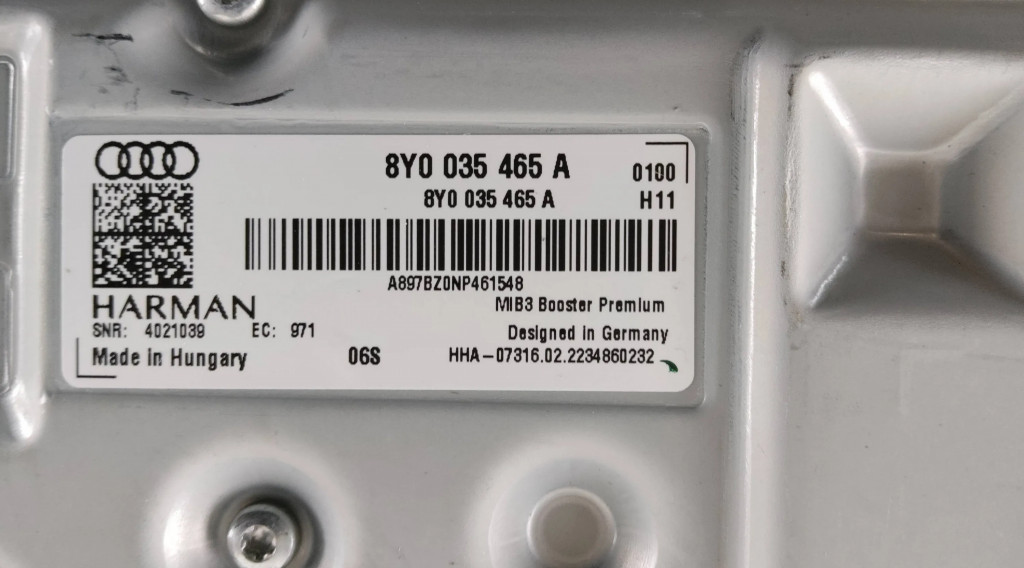 8Y0 035 465 A
0100
8Y0 035 465 A
H11
A897BZ0NP461548
HARMAN
MIB3 Booster Premium
SNR: 4021039 EC: 971
Designed in Germany
Made in Hungary 06S HHA-07316.02.2234860232